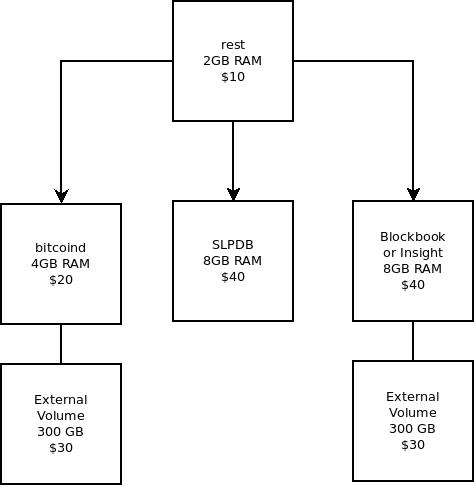 rest
2GB RAM
$10
bitcoind
4GB RAM
$20
SLPDB
8GB RAM
$40
Blockbook
or Insight
8GB RAM
$40
External
Volume
300 GB
$30
External
Volume
300 GB
$30